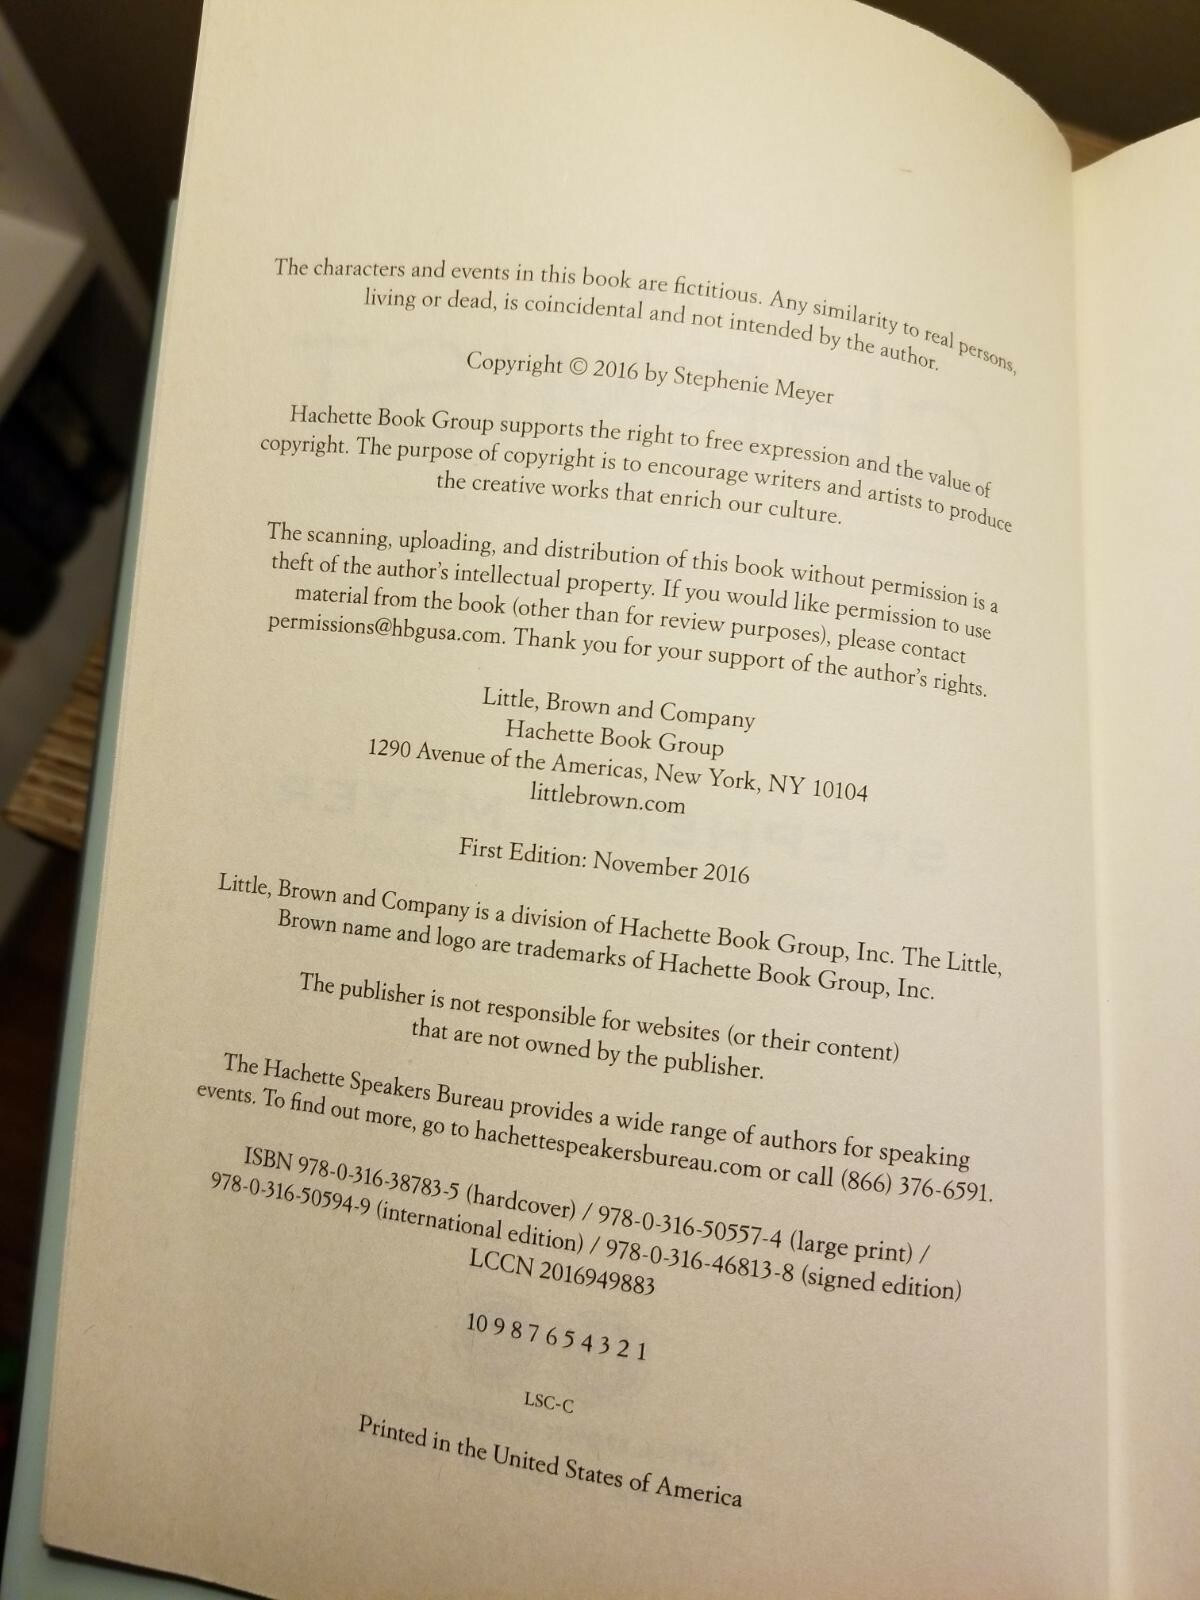 The characters and events in this book are fictitious. Any similarity to real persons,
living or dead, is coincidental and not intended by the author.
Copyright © 2016 by Stephenie Meyer
Hachette Book Group supports the right to free expression and the value of
copyright. The purpose of copyright is to encourage writers and artists to produce
the creative works that enrich our culture.
The scanning, uploading, and distribution of this book without permission is a
theft of the author's intellectual property. If you would like permission to use
material from the book (other than for review purposes), please contact
permissions@hbgusa.com. Thank you for your support of the author's rights.
Little, Brown and Company
Hachette Book Group
1290 Avenue of the Americas, New York, NY 10104
littlebrown.com
First Edition: November 2016
Little, Brown and Company is a division of Hachette Book Group, Inc. The Little,
Brown name and logo are trademarks of Hachette Book Group, Inc.
The publisher is not responsible for websites (or their content)
that are not owned by the publisher.
The Hachette Speakers Bureau provides a wide range of authors for speaking
events. To find out more, go to hachettespeakersbureau.com or call (866) 376-6591.
ISBN 978-0-316-38783-5 (hardcover) / 978-0-316-50557-4 (large print) /
978-0-316-50594-9 (international edition) / 978-0-316-46813-8 (signed edition)
LCCN 2016949883
10 9 8 7 6 5 4 3 2 1
LSC-C
Printed in the United States of America